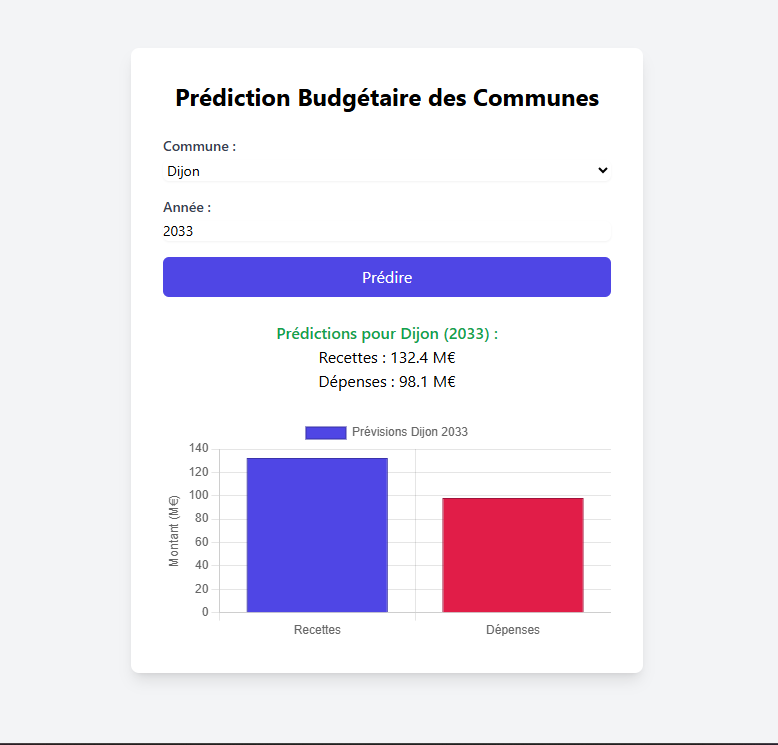 Prédiction Budgétaire des Communes
Commune :
Dijon
Année :
2033
Prédire
Prédictions pour Dijon (2033) :
Recettes : 132.4 M€
Dépenses : 98.1 M€
Prévisions Dijon 2033
Montant (M€)
140
120
100
80
60
40
20
0
Recettes
Dépenses